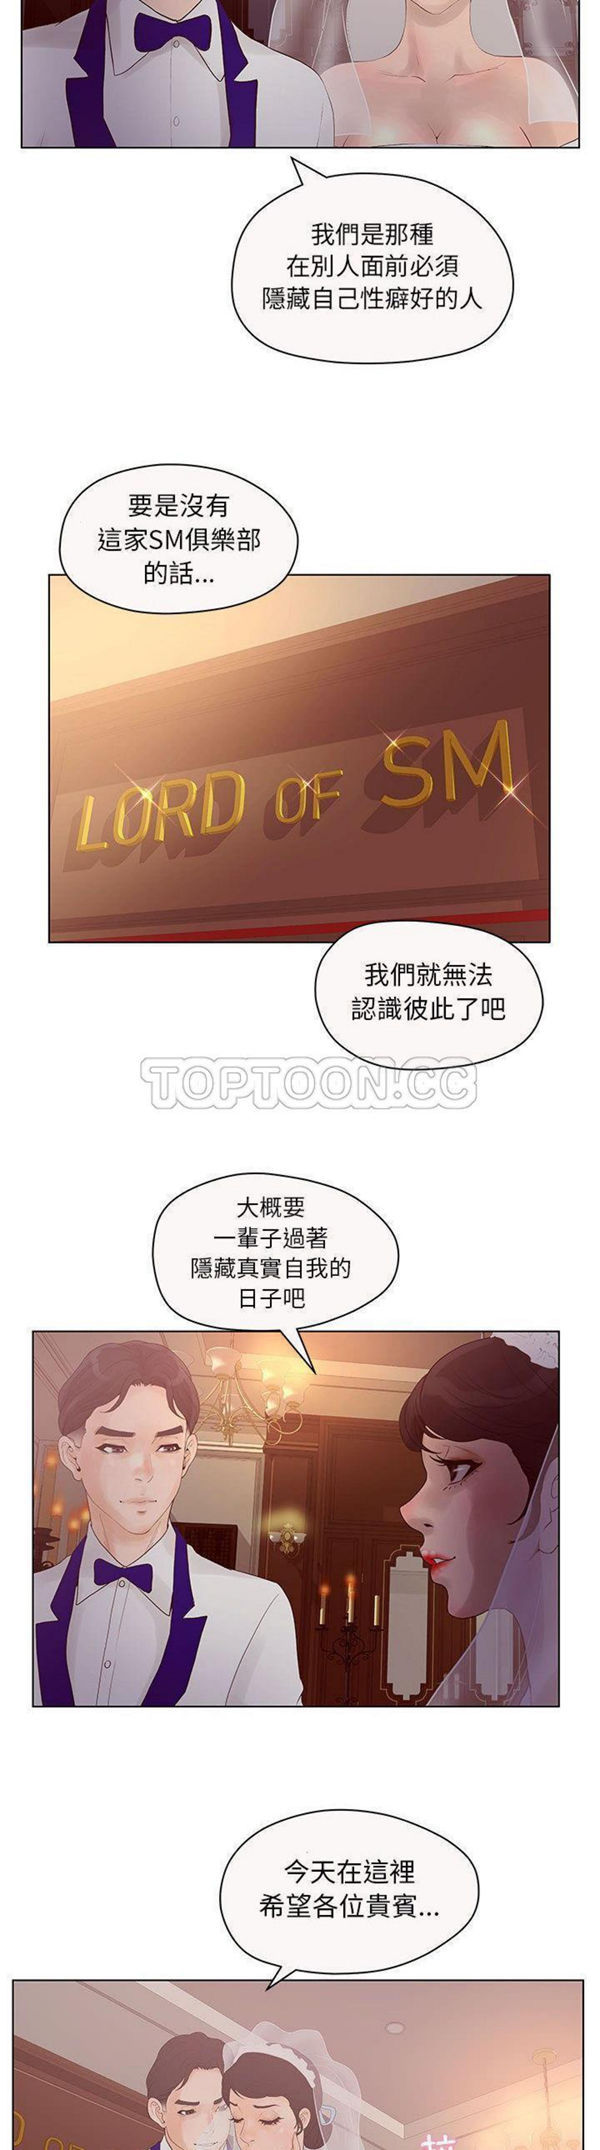 我們是那種
在別人面前必須
隱藏自己性癖好的人
要是沒有
這家SM俱樂部
的話...
LORD OF SM
我們就無法
認識彼此了吧
TOPTOON.CC
大概要
一輩子過著
隱藏真實自我的
日子吧
今天在這裡
希望各位貴賓...
LORD OF